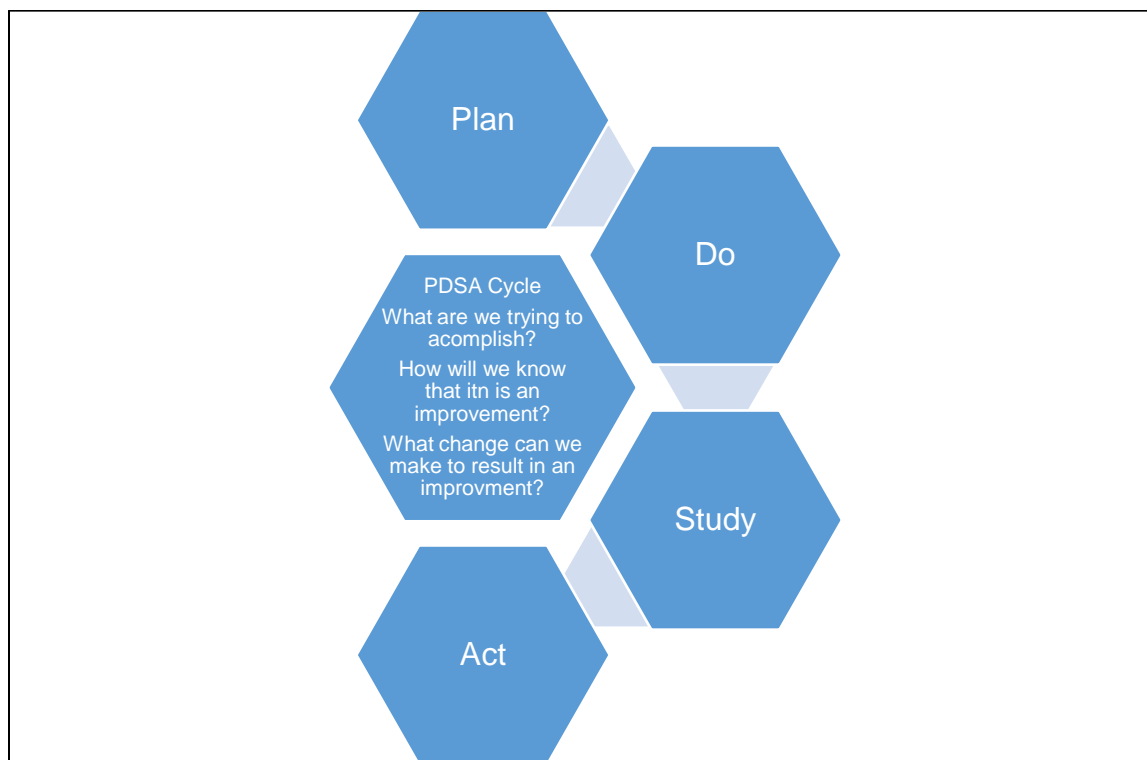 Plan
Do
PDSA Cycle
What are we trying to
acomplish?
How will we know
that itn is an
improvement?
What change can we
make to result in an
improvment?
Study
Act